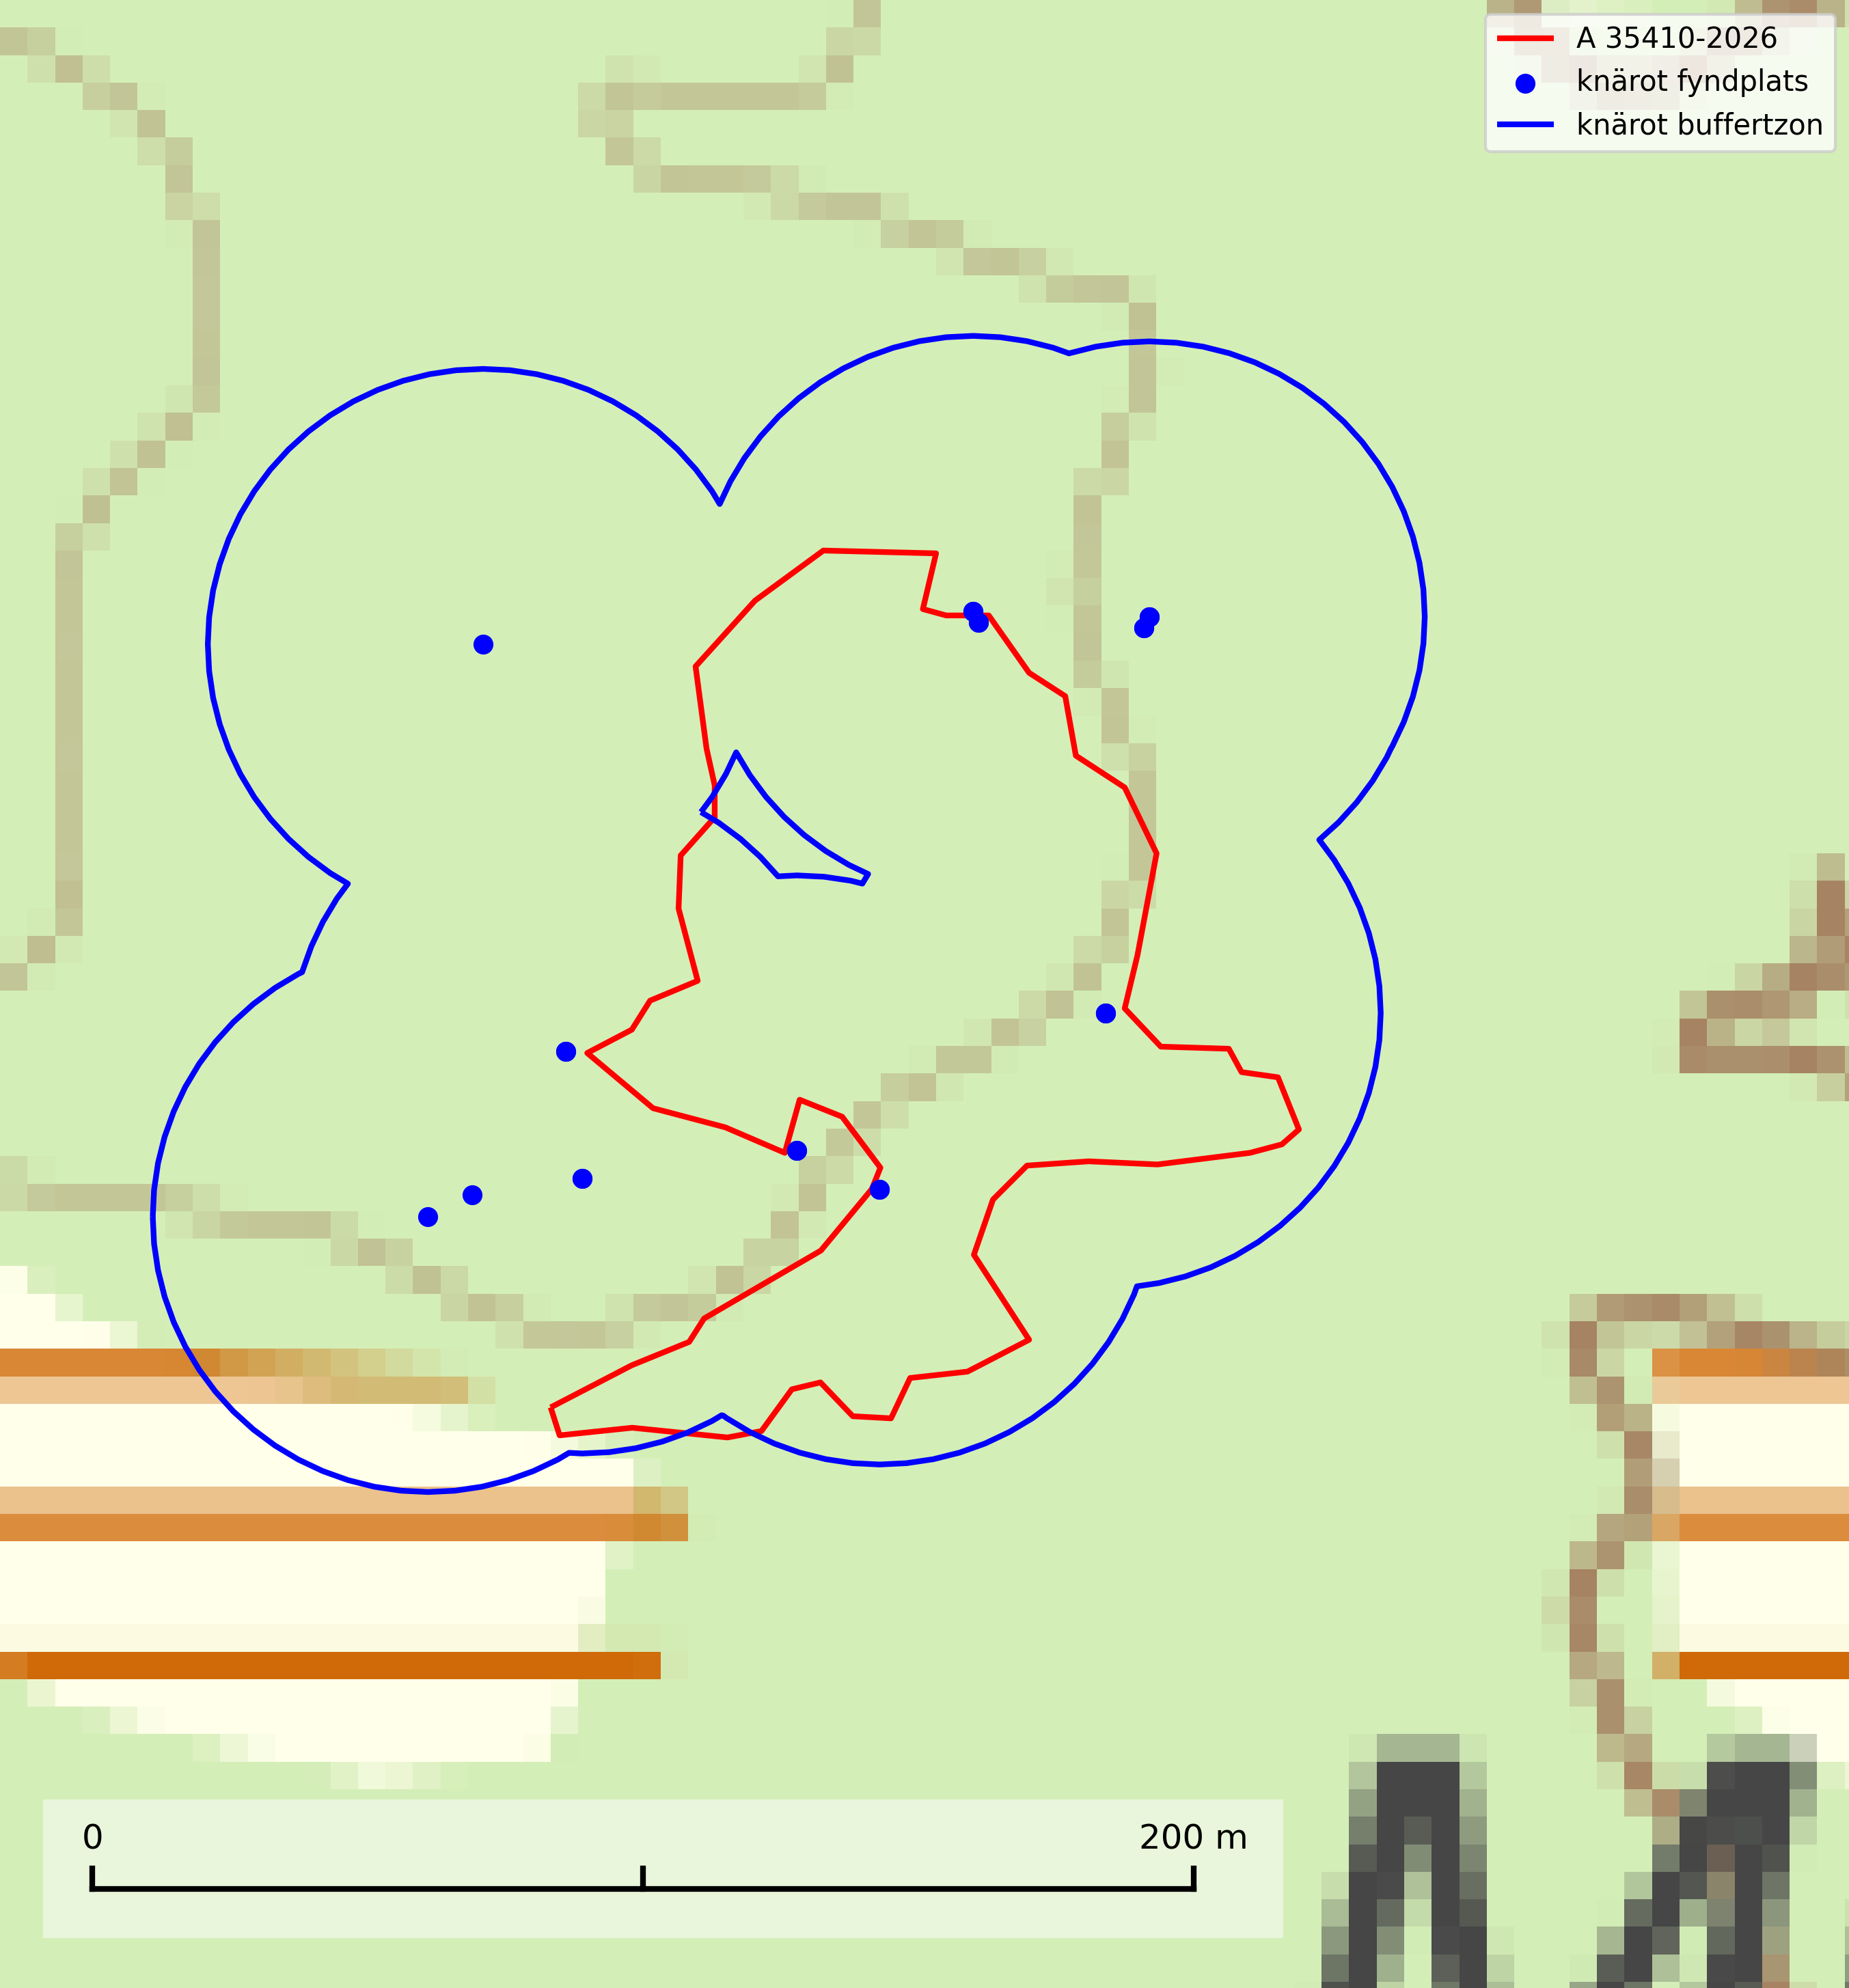 A 35410-2026
knärot fyndplats
knärot buffertzon
0
200 m